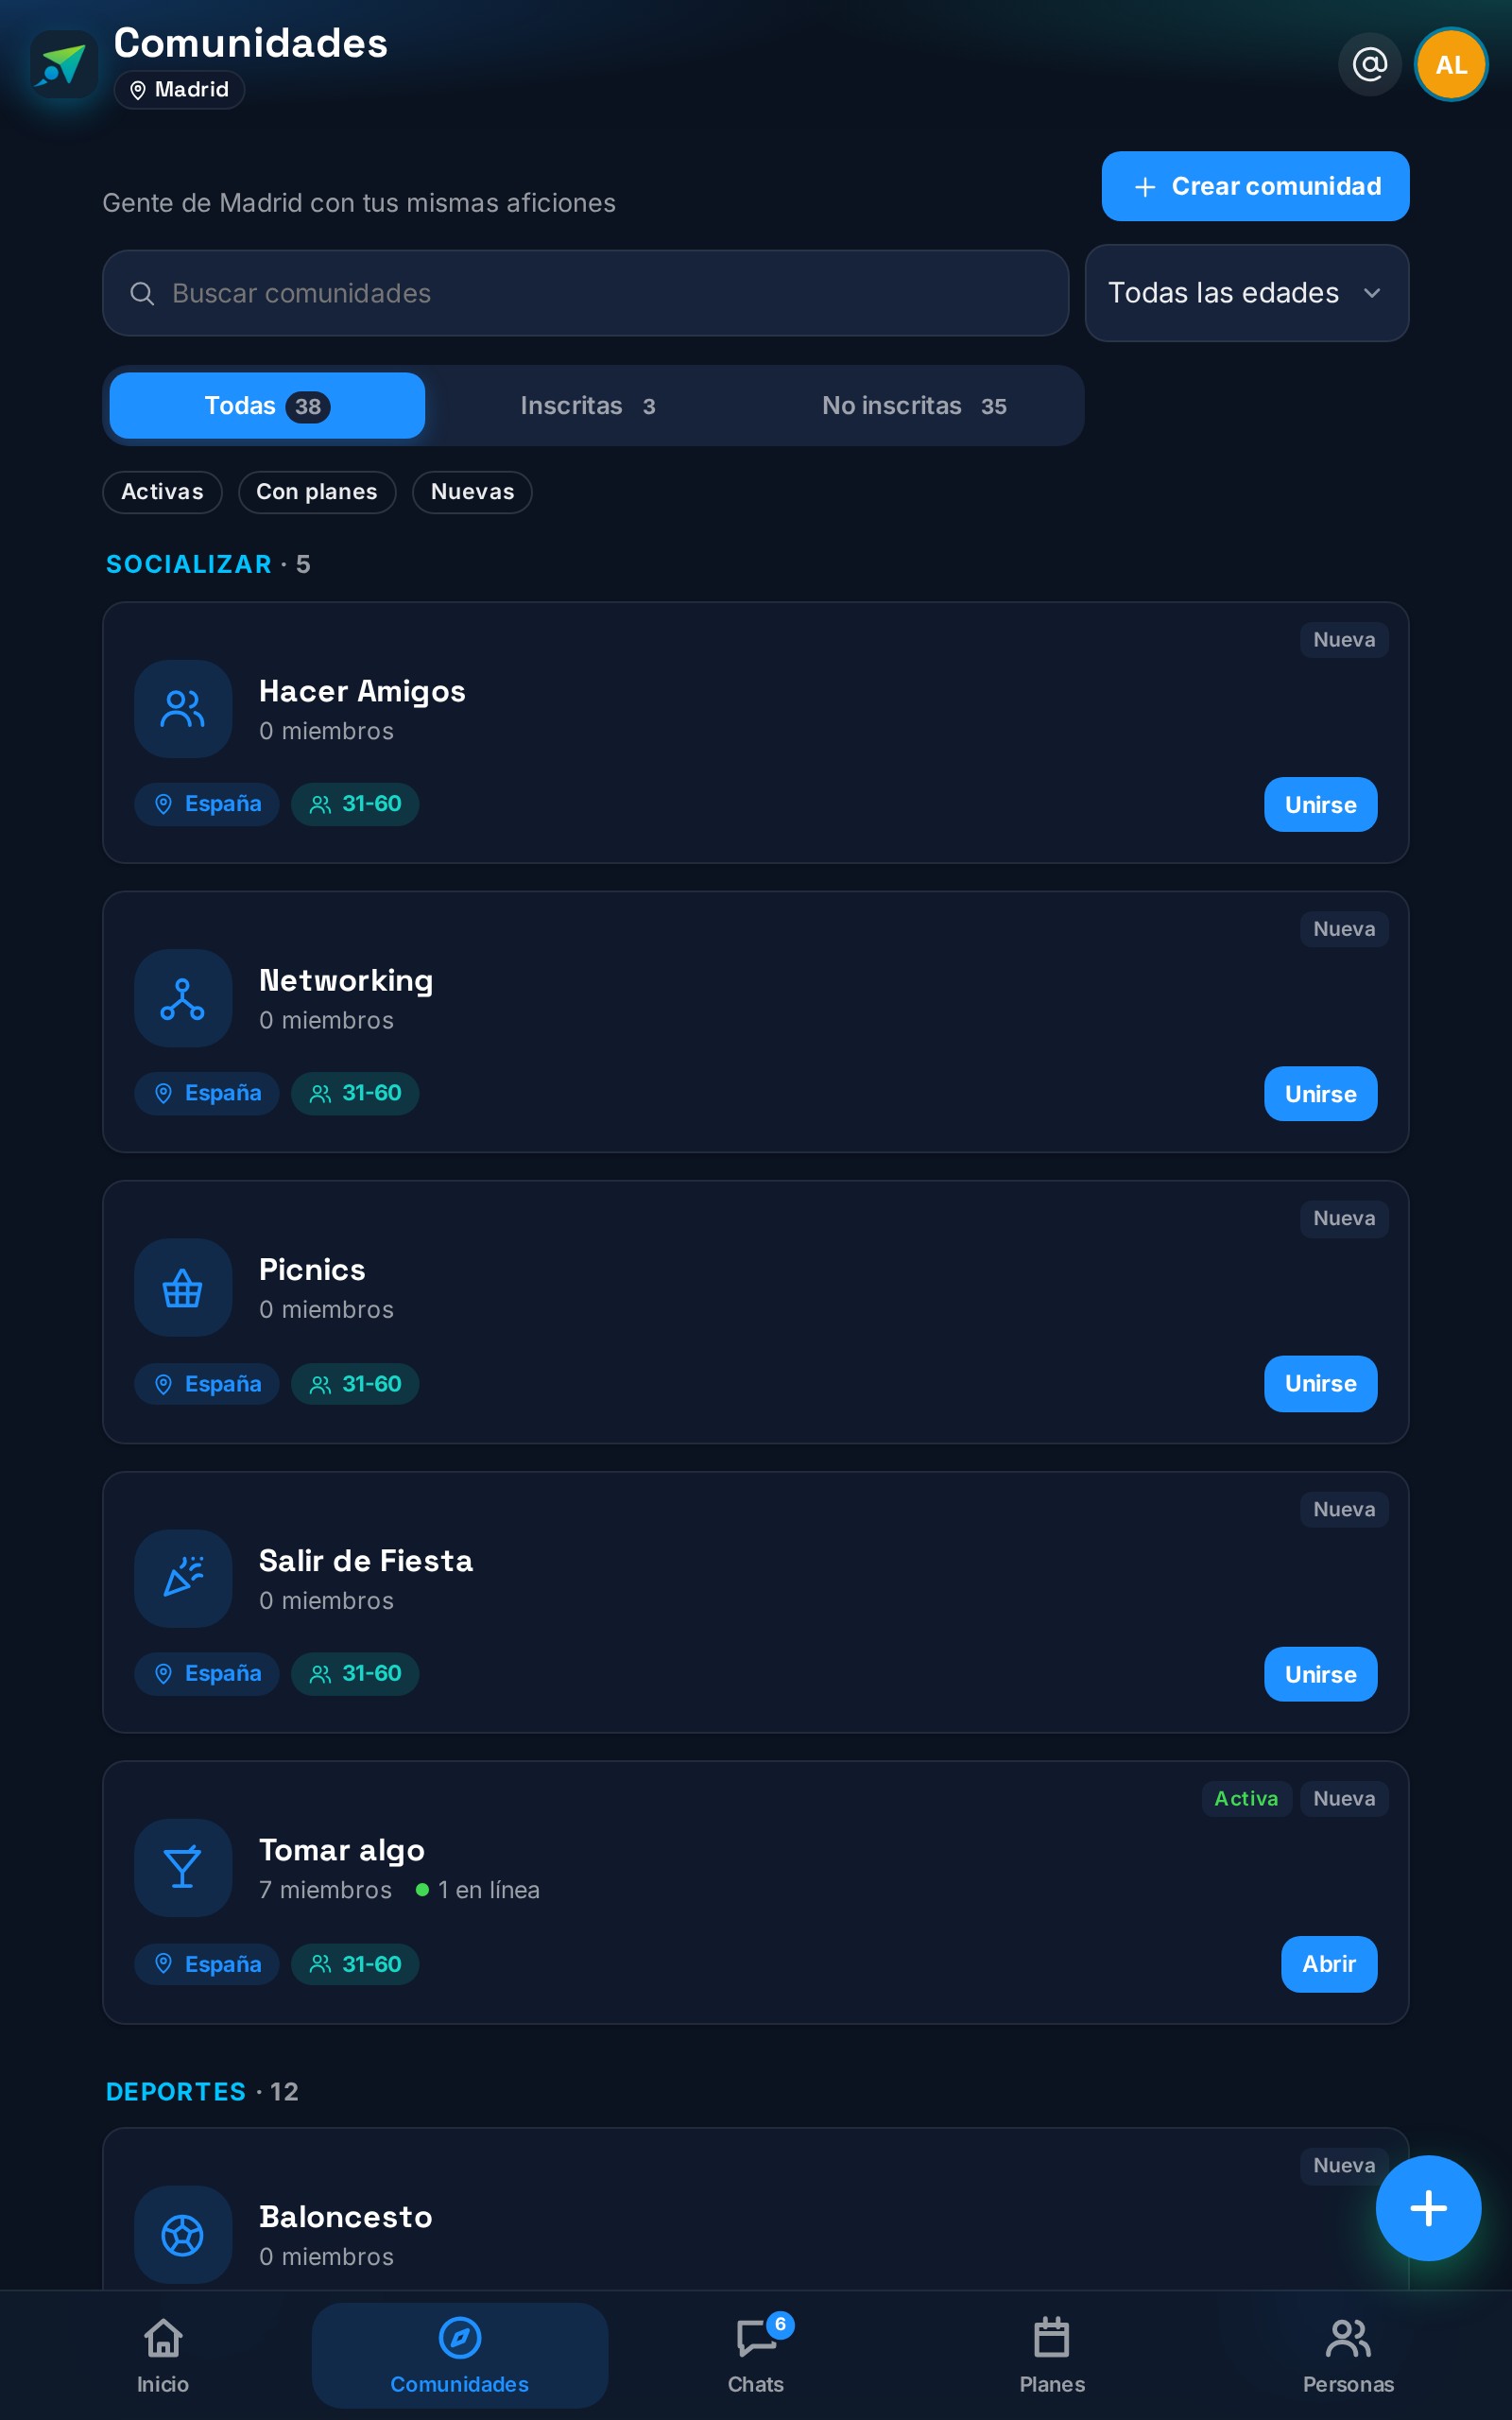 Comunidades
Madrid
AL
Gente de Madrid con tus mismas aficiones
+ Crear comunidad
Buscar comunidades
Todas las edades
Todas 38
Inscritas 3
No inscritas 35
Activas
Con planes
Nuevas
SOCIALIZAR · 5
Nueva
Hacer Amigos
0 miembros
España
31-60
Unirse
Nueva
Networking
0 miembros
España
31-60
Unirse
Nueva
Picnics
0 miembros
España
31-60
Unirse
Nueva
Salir de Fiesta
0 miembros
España
31-60
Unirse
Activa
Nueva
Tomar algo
7 miembros
1 en línea
España
31-60
Abrir
DEPORTES · 12
Nueva
Baloncesto
0 miembros
Inicio
Comunidades
6
Chats
Planes
Personas